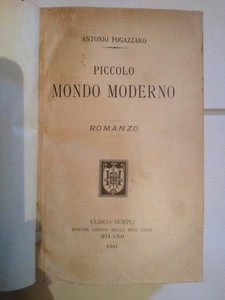 ANTONIO FOGAZZARO
PICCOLO
MONDO MODERNO
ROMANZO
ULRICO HOEPLI
EDITORE LIBRAIO DELLA REAL CASA
MILANO
1901